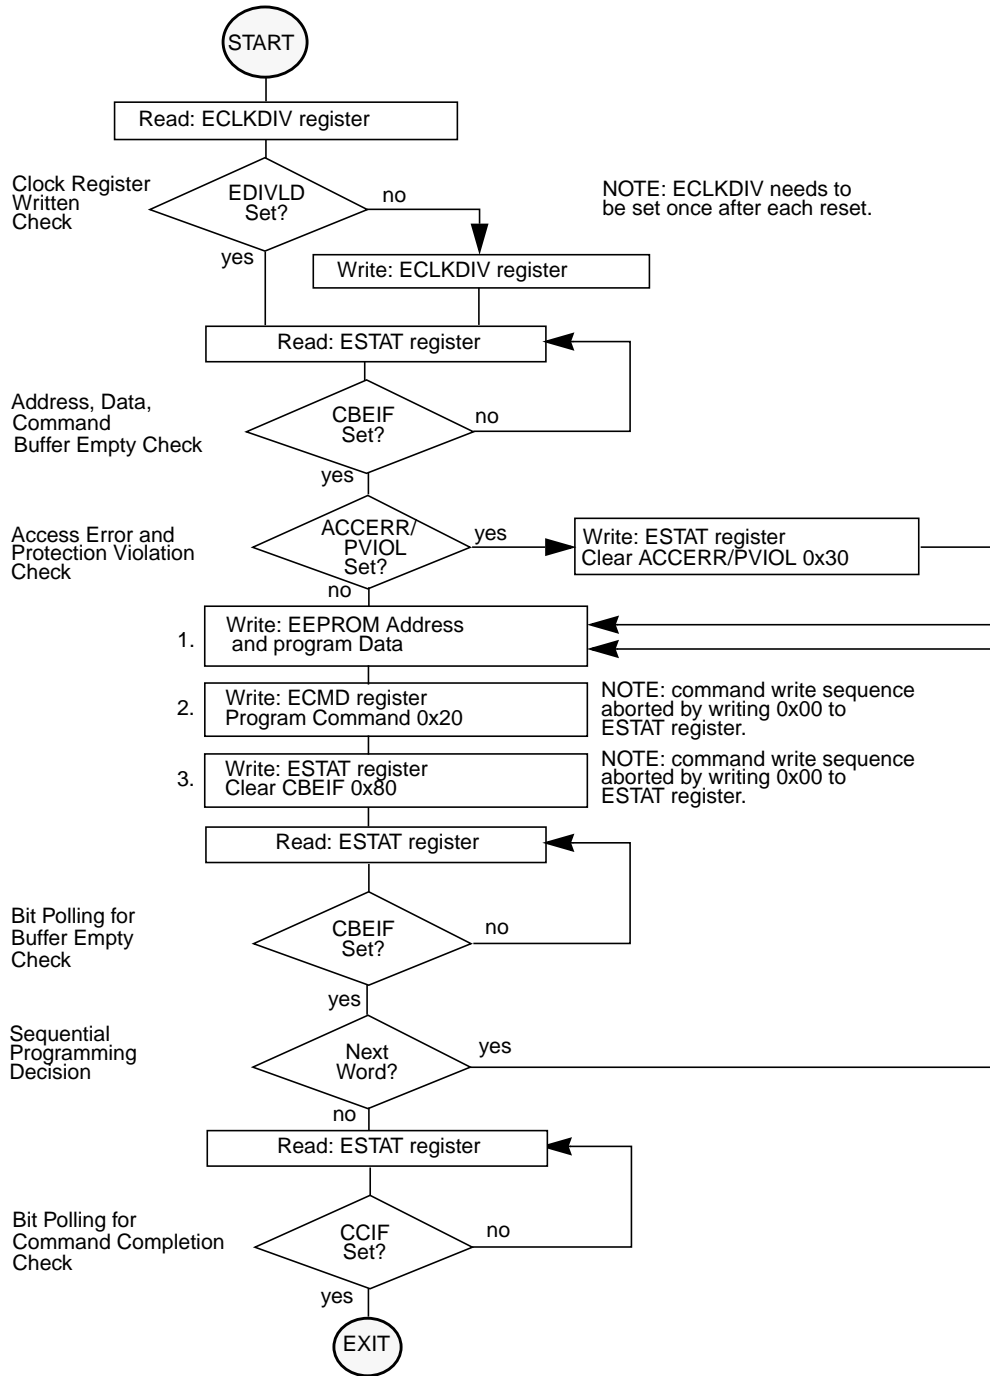 START
Read: ECLKDIV register
Clock Register
Written
Check
EDIVLD
Set?
no
yes
NOTE: ECLKDIV needs to
be set once after each reset.
Write: ECLKDIV register
Read: ESTAT register
Address, Data,
Command
Buffer Empty Check
CBEIF
Set?
no
yes
Access Error and
Protection Violation
Check
ACCERR/
PVIOL
Set?
yes
no
Write: ESTAT register
Clear ACCERR/PVIOL 0x30
1.
Write: EEPROM Address
and program Data
2.
Write: ECMD register
Program Command 0x20
NOTE: command write sequence
aborted by writing 0x00 to
ESTAT register.
3.
Write: ESTAT register
Clear CBEIF 0x80
NOTE: command write sequence
aborted by writing 0x00 to
ESTAT register.
Read: ESTAT register
Bit Polling for
Buffer Empty
Check
CBEIF
Set?
no
yes
Sequential
Programming
Decision
Next
Word?
yes
no
Read: ESTAT register
Bit Polling for
Command Completion
Check
CCIF
Set?
no
yes
EXIT